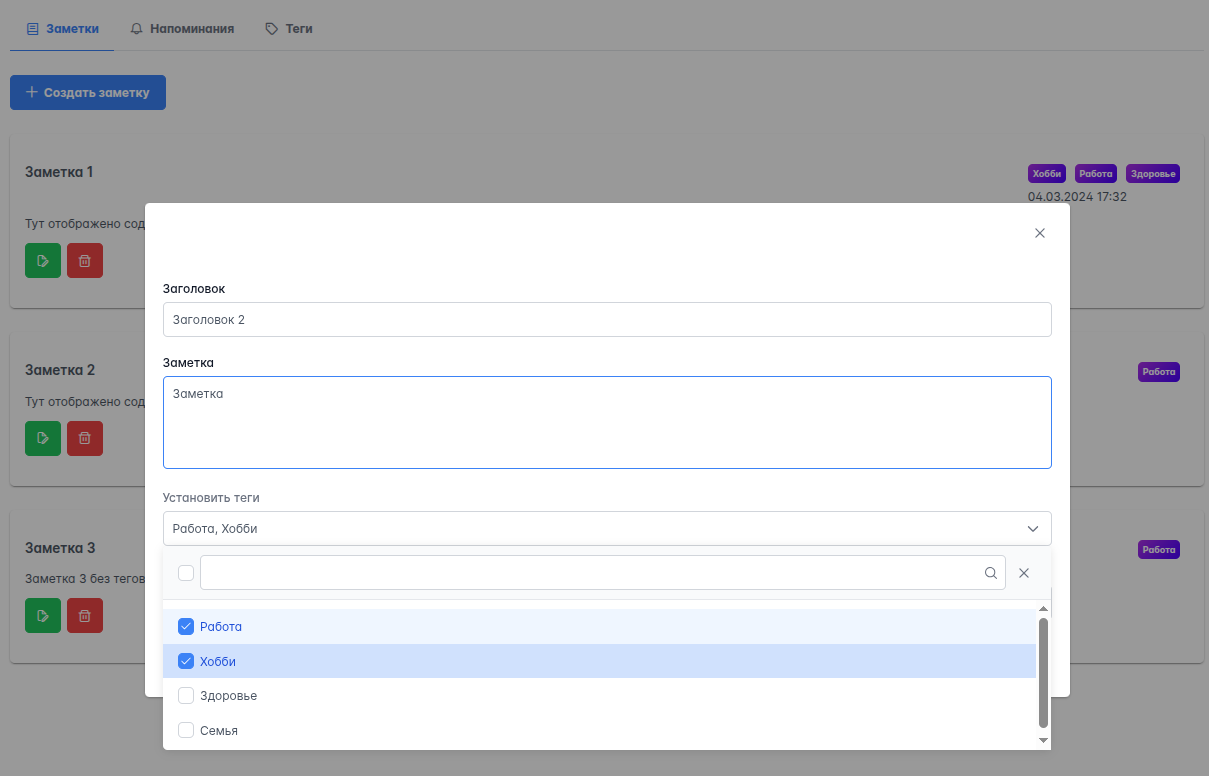 Заметки Напоминания Теги
Создать заметку
Заметка 1
Хобби Работа Здоровье
04.03.2024 17:32
Тут отображено сод
Заголовок
Заголовок 2
Заметка
Заметка
Заметка 2
Работа
Тут отображено сод
Установить теги
Работа, Хобби
Заметка 3
Работа
Заметка 3 без тегов
Работа
Хобби
Здоровье
Семья